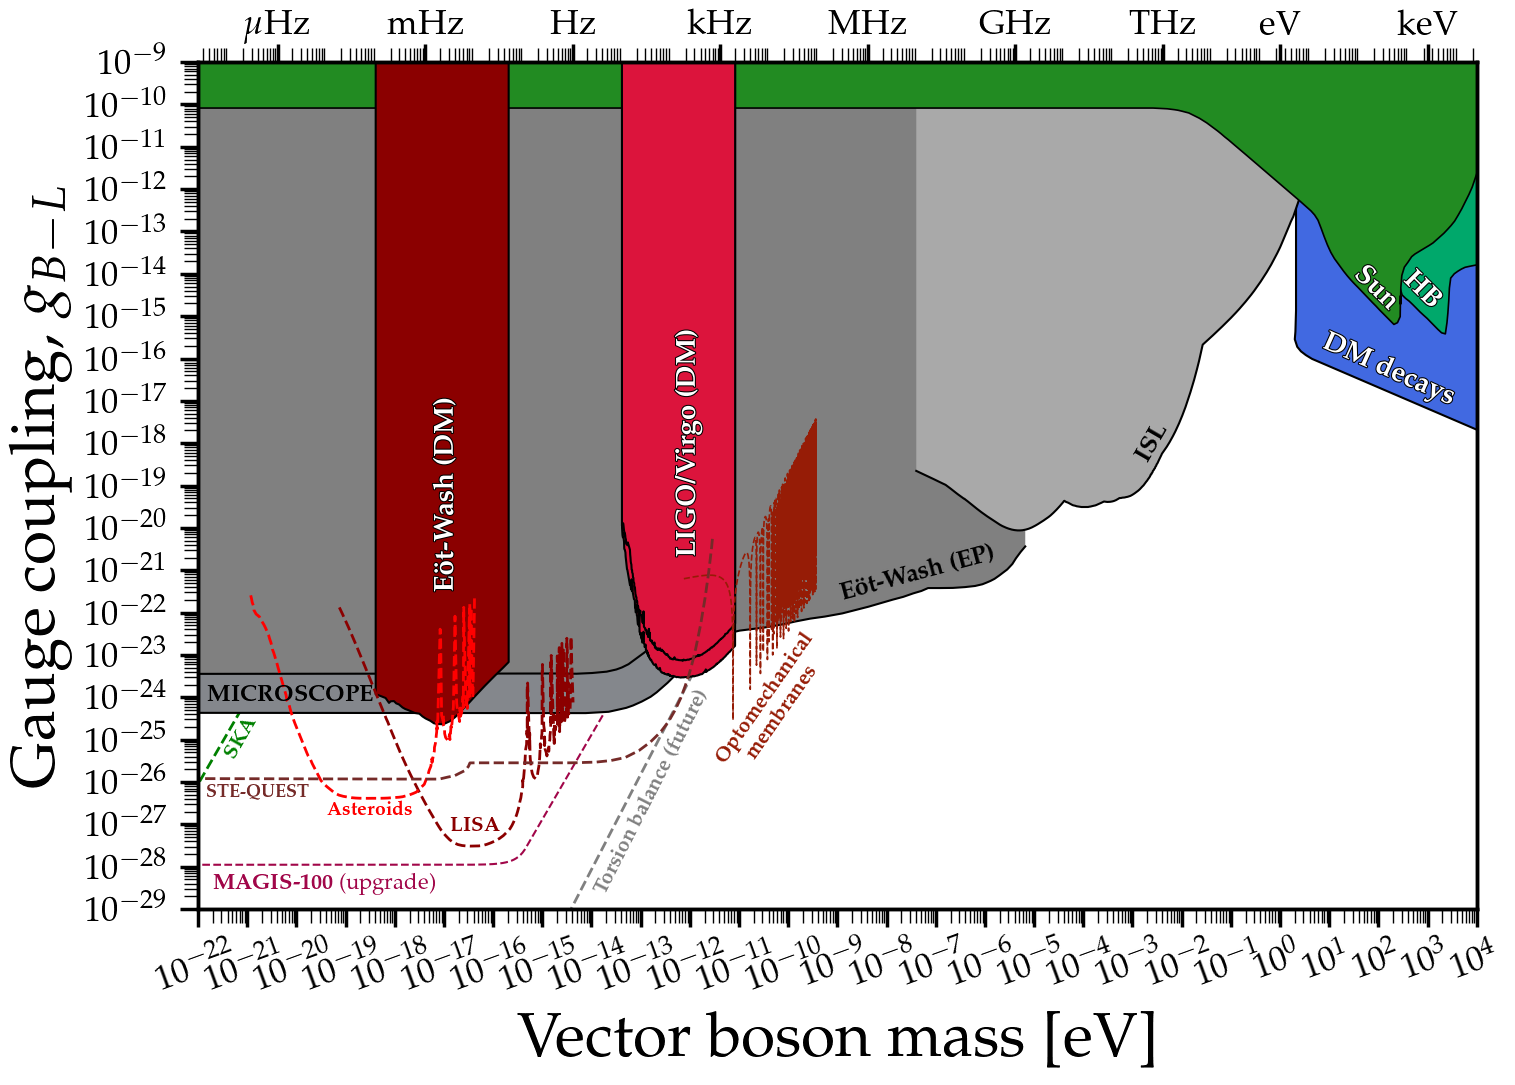 μHz mHz Hz kHz MHz GHz THz eV keV
10⁻⁹
10⁻¹⁰
10⁻¹¹
10⁻¹²
10⁻¹³
10⁻¹⁴
10⁻¹⁵
10⁻¹⁶
10⁻¹⁷
10⁻¹⁸
10⁻¹⁹
10⁻²⁰
10⁻²¹
10⁻²²
10⁻²³
10⁻²⁴
10⁻²⁵
10⁻²⁶
10⁻²⁷
10⁻²⁸
10⁻²⁹
Gauge coupling, g_{B−L}
Sun
HB
DM decays
LIGO/Virgo (DM)
Eöt-Wash (DM)
ISL
Eöt-Wash (EP)
MICROSCOPE
SKA
STE-QUEST
Asteroids
LISA
MAGIS-100 (upgrade)
Torsion balance (future)
Optomechanical
membranes
10⁻²² 10⁻²¹ 10⁻²⁰ 10⁻¹⁹ 10⁻¹⁸ 10⁻¹⁷ 10⁻¹⁶ 10⁻¹⁵ 10⁻¹⁴ 10⁻¹³ 10⁻¹² 10⁻¹¹ 10⁻¹⁰ 10⁻⁹ 10⁻⁸ 10⁻⁷ 10⁻⁶ 10⁻⁵ 10⁻⁴ 10⁻³ 10⁻² 10⁻¹ 10⁰ 10¹ 10² 10³ 10⁴
Vector boson mass [eV]